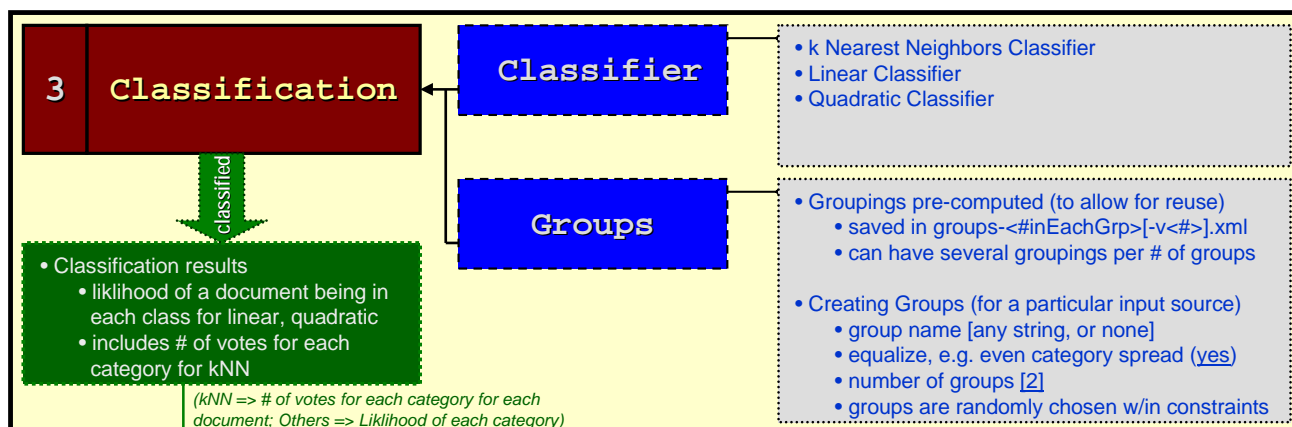 3 Classification
classified
• Classification results
• liklihood of a document being in
each class for linear, quadratic
• includes # of votes for each
category for kNN
(kNN => # of votes for each category for each
document; Others => Liklihood of each category)
Classifier
• k Nearest Neighbors Classifier
• Linear Classifier
• Quadratic Classifier
Groups
• Groupings pre-computed (to allow for reuse)
• saved in groups-<#inEachGrp>[-v<#>].xml
• can have several groupings per # of groups
• Creating Groups (for a particular input source)
• group name [any string, or none]
• equalize, e.g. even category spread (yes)
• number of groups [2]
• groups are randomly chosen w/in constraints